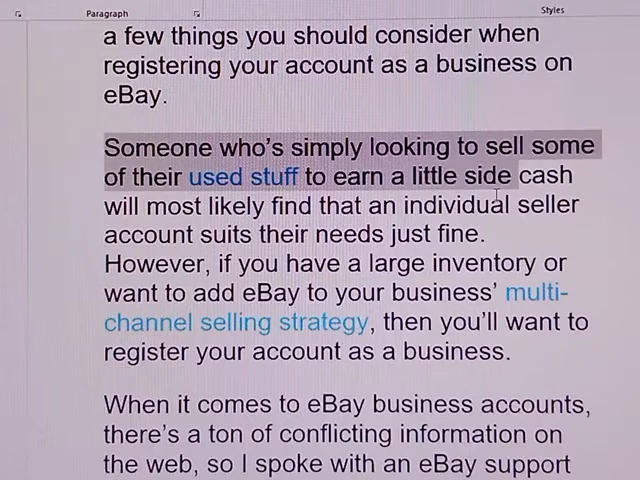 Paragraph
Styles
a few things you should consider when
registering your account as a business on
eBay.
Someone who's simply looking to sell some
of their used stuff to earn a little side cash
will most likely find that an individual seller
account suits their needs just fine.
However, if you have a large inventory or
want to add eBay to your business' multi-
channel selling strategy, then you'll want to
register your account as a business.
When it comes to eBay business accounts,
there's a ton of conflicting information on
the web, so I spoke with an eBay support